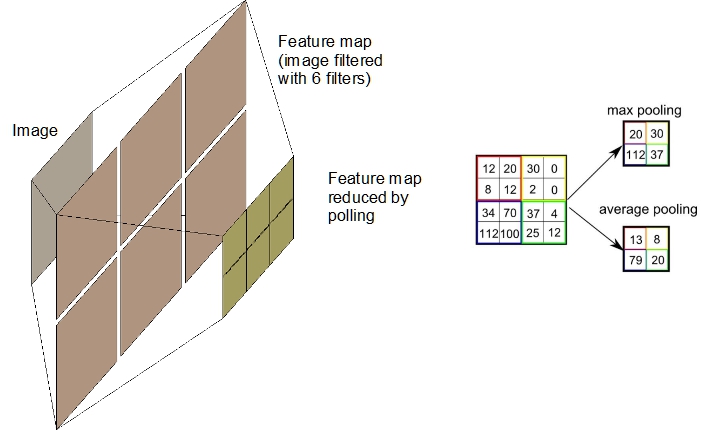 Feature map
(image filtered
with 6 filters)
Image
Feature map
reduced by
polling
max pooling
20 30
112 37
12 20 30 0
8 12 2 0
34 70 37 4
112 100 25 12
average pooling
13 8
79 20